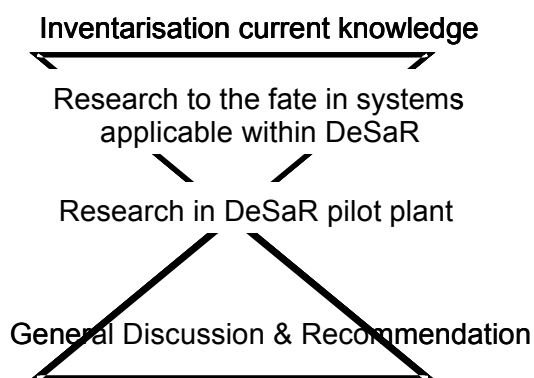 Inventarisation current knowledge
Research to the fate in systems
applicable within DeSaR
Research in DeSaR pilot plant
General Discussion & Recommendation